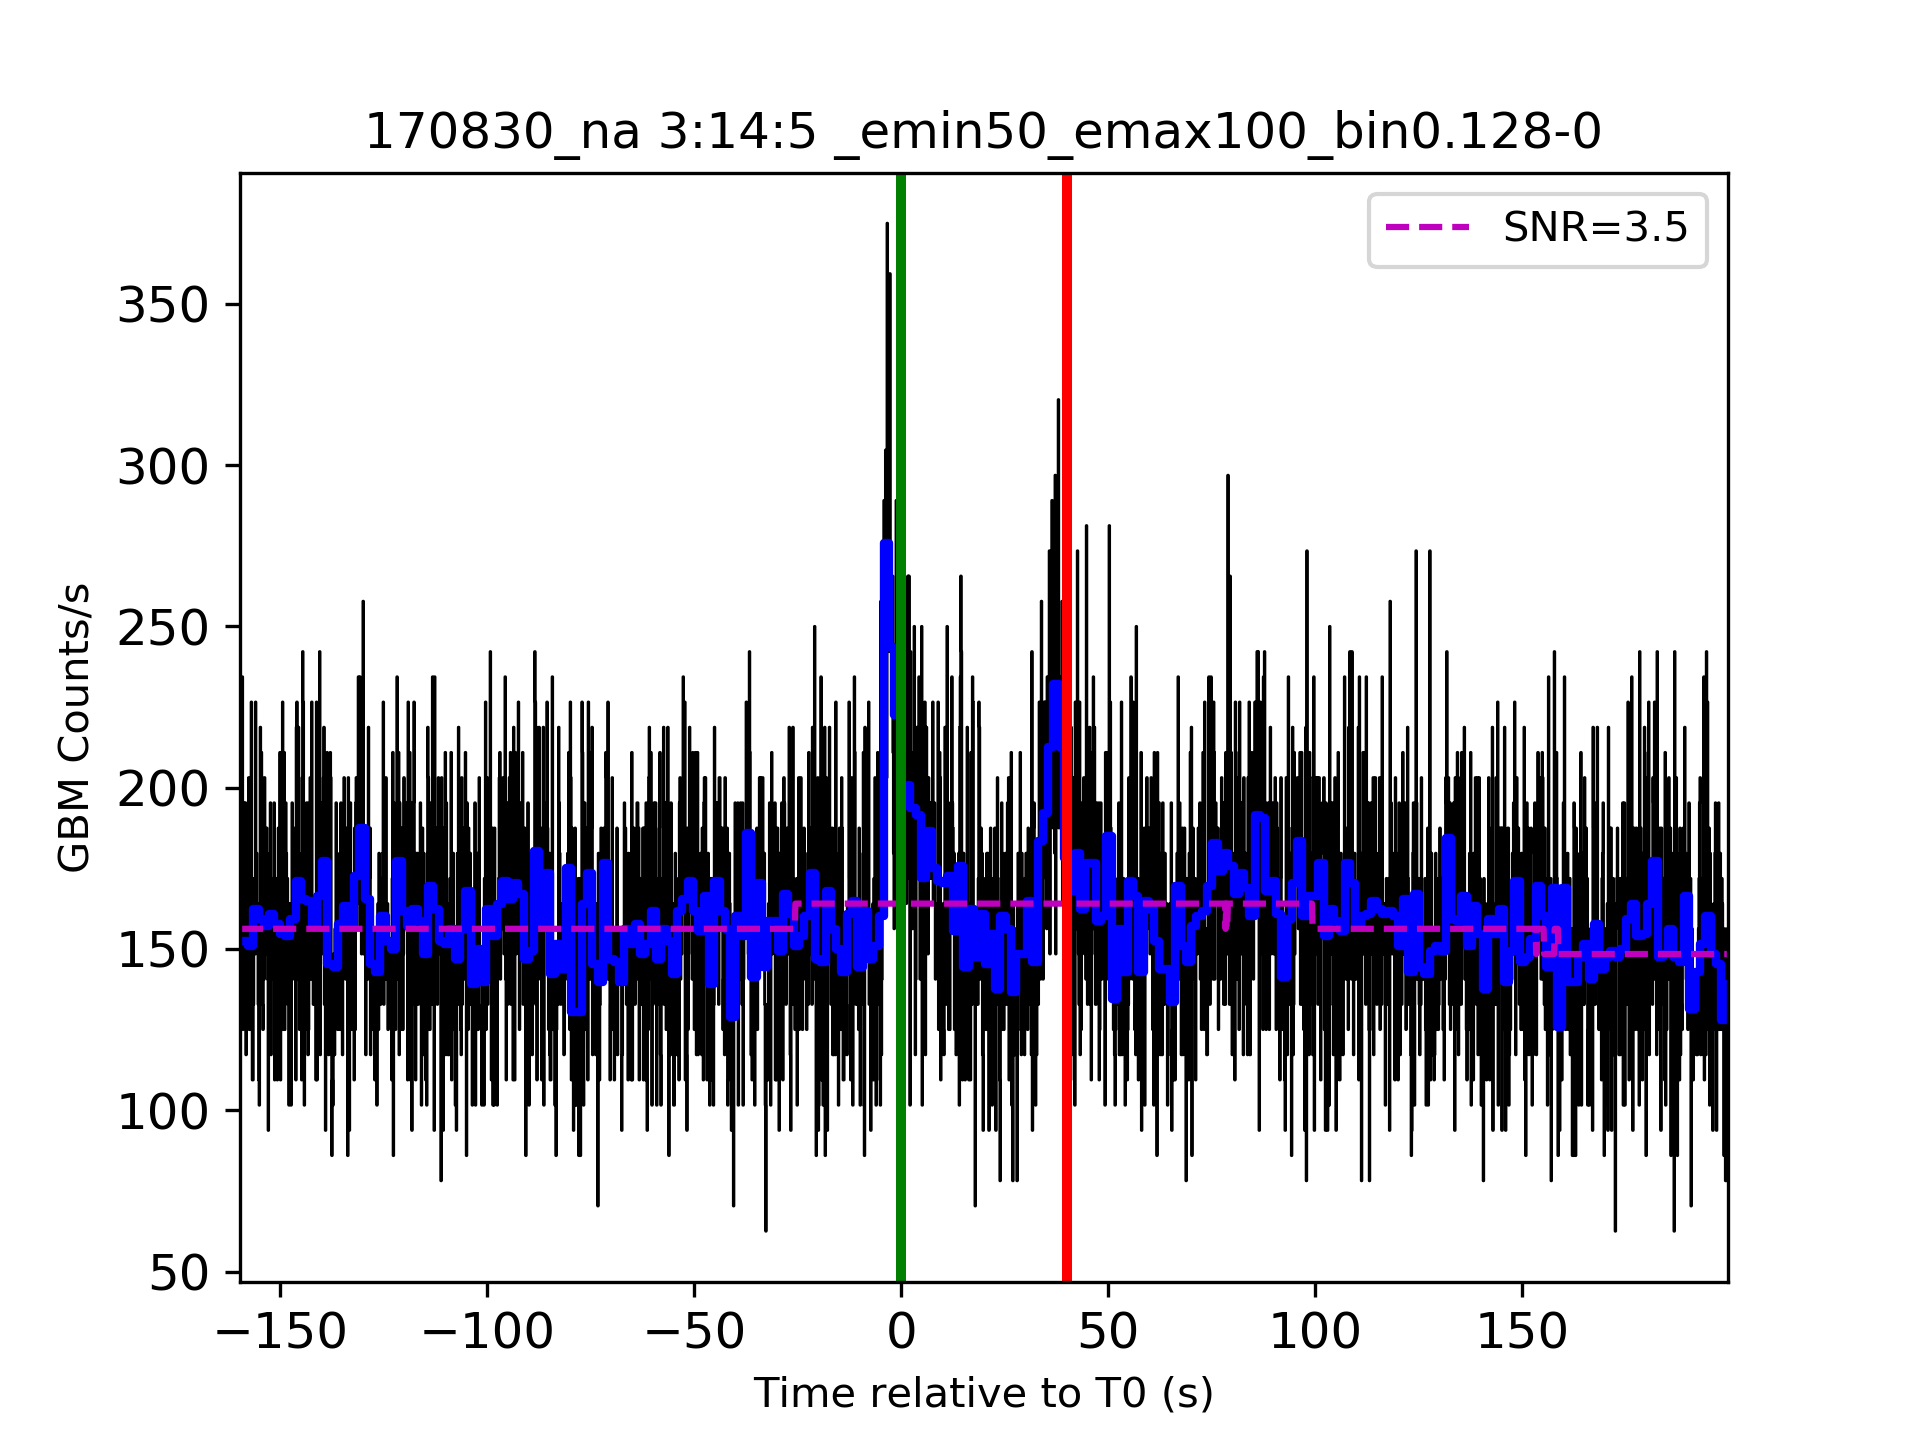 170830_na 3:14:5 _emin50_emax100_bin0.128-0
SNR=3.5
GBM Counts/s
350
300
250
200
150
100
50
−150 −100 −50 0 50 100 150
Time relative to T0 (s)